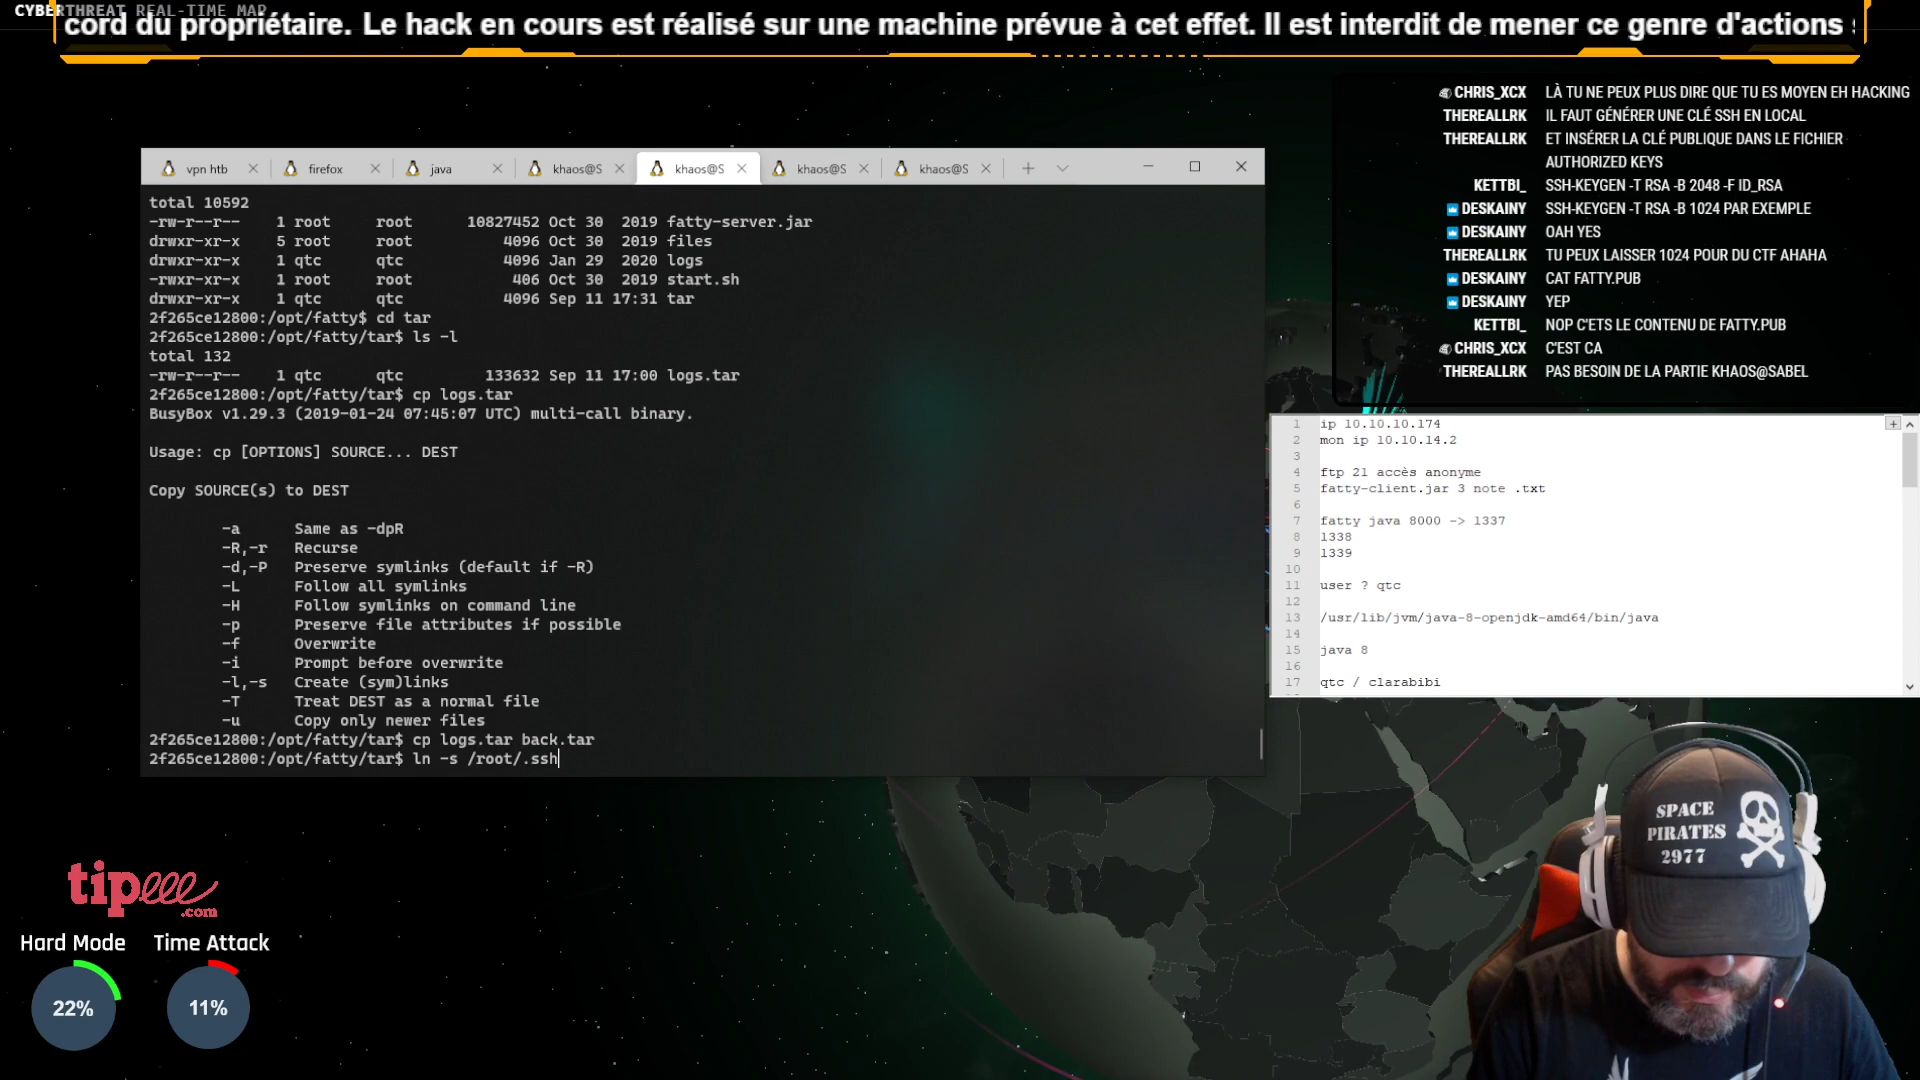 CYBERTHREAT REAL-TIME MAP
cord du propriétaire. Le hack en cours est réalisé sur une machine prévue à cet effet. Il est interdit de mener ce genre d'actions
CHRIS_XCX LÀ TU NE PEUX PLUS DIRE QUE TU ES MOYEN EH HACKING
THEREALLRK IL FAUT GÉNÉRER UNE CLÉ SSH EN LOCAL
THEREALLRK ET INSÉRER LA CLÉ PUBLIQUE DANS LE FICHIER
AUTHORIZED KEYS
KETTBI_ SSH-KEYGEN -T RSA -B 2048 -F ID_RSA
DESKAINY SSH-KEYGEN -T RSA -B 1024 PAR EXEMPLE
DESKAINY OAH YES
THEREALLRK TU PEUX LAISSER 1024 POUR DU CTF AHAHA
DESKAINY CAT FATTY.PUB
DESKAINY YEP
KETTBI_ NOP C'ETS LE CONTENU DE FATTY.PUB
CHRIS_XCX C'EST CA
THEREALLRK PAS BESOIN DE LA PARTIE KHAOS@SABEL
vpn htb firefox java khaos@S khaos@S khaos@S khaos@S
total 10592
-rw-r--r-- 1 root root 10827452 Oct 30 2019 fatty-server.jar
drwxr-xr-x 5 root root 4096 Oct 30 2019 files
drwxr-xr-x 1 qtc qtc 4096 Jan 29 2020 logs
-rwxr-xr-x 1 root root 406 Oct 30 2019 start.sh
drwxr-xr-x 1 qtc qtc 4096 Sep 11 17:31 tar
2f265ce12800:/opt/fatty$ cd tar
2f265ce12800:/opt/fatty/tar$ ls -l
total 132
-rw-r--r-- 1 qtc qtc 133632 Sep 11 17:00 logs.tar
2f265ce12800:/opt/fatty/tar$ cp logs.tar
BusyBox v1.29.3 (2019-01-24 07:45:07 UTC) multi-call binary.
Usage: cp [OPTIONS] SOURCE... DEST
Copy SOURCE(s) to DEST
-a Same as -dpR
-R,-r Recurse
-d,-P Preserve symlinks (default if -R)
-L Follow all symlinks
-H Follow symlinks on command line
-p Preserve file attributes if possible
-f Overwrite
-i Prompt before overwrite
-l,-s Create (sym)links
-T Treat DEST as a normal file
-u Copy only newer files
2f265ce12800:/opt/fatty/tar$ cp logs.tar back.tar
2f265ce12800:/opt/fatty/tar$ ln -s /root/.ssh
1 ip 10.10.10.174
2 mon ip 10.10.14.2
3
4 ftp 21 accès anonyme
5 fatty-client.jar 3 note .txt
6
7 fatty java 8000 -> 1337
8 1338
9 1339
10
11 user ? qtc
12
13 /usr/lib/jvm/java-8-openjdk-amd64/bin/java
14
15 java 8
16
17 qtc / clarabibi
SPACE
PIRATES
2977
tipeee
.com
Hard Mode Time Attack
22% 11%